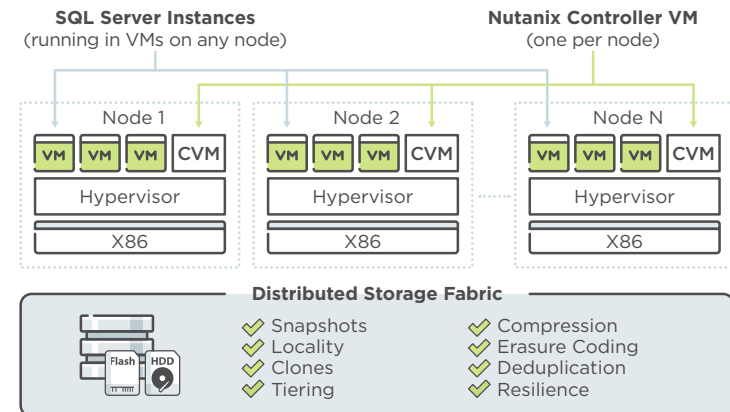 SQL Server Instances
(running in VMs on any node)
Nutanix Controller VM
(one per node)
Node 1
VM VM VM CVM
Hypervisor
X86
Node 2
VM VM VM CVM
Hypervisor
X86
Node N
VM VM VM CVM
Hypervisor
X86
Distributed Storage Fabric
Flash HDD
Snapshots
Locality
Clones
Tiering
Compression
Erasure Coding
Deduplication
Resilience